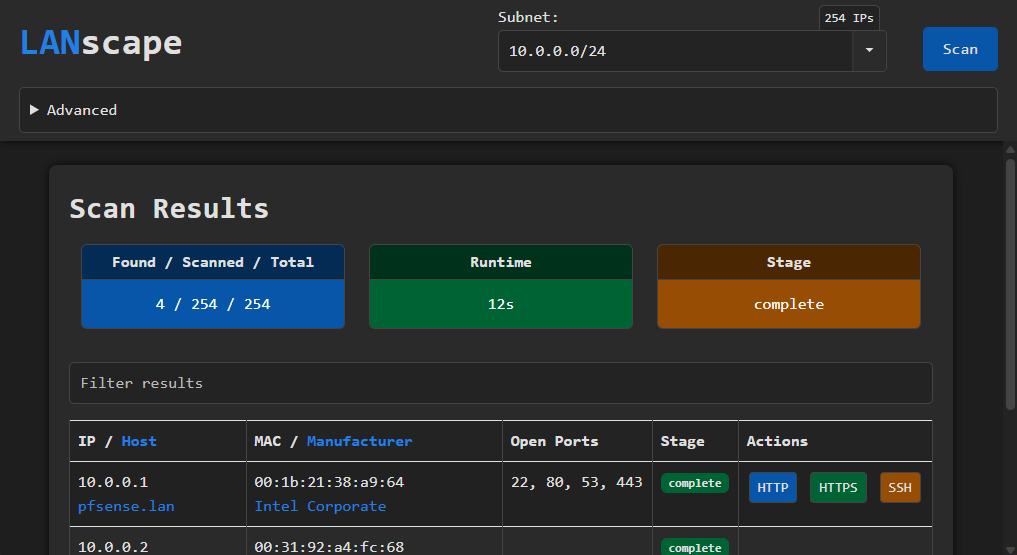 LANscape
Subnet:
254 IPs
10.0.0.0/24
Scan
Advanced
Scan Results
Found / Scanned / Total
4 / 254 / 254
Runtime
12s
Stage
complete
Filter results
IP / Host MAC / Manufacturer Open Ports Stage Actions
10.0.0.1 00:1b:21:38:a9:64 22, 80, 53, 443 complete HTTP HTTPS SSH
pfsense.lan Intel Corporate
10.0.0.2 00:31:92:a4:fc:68 complete